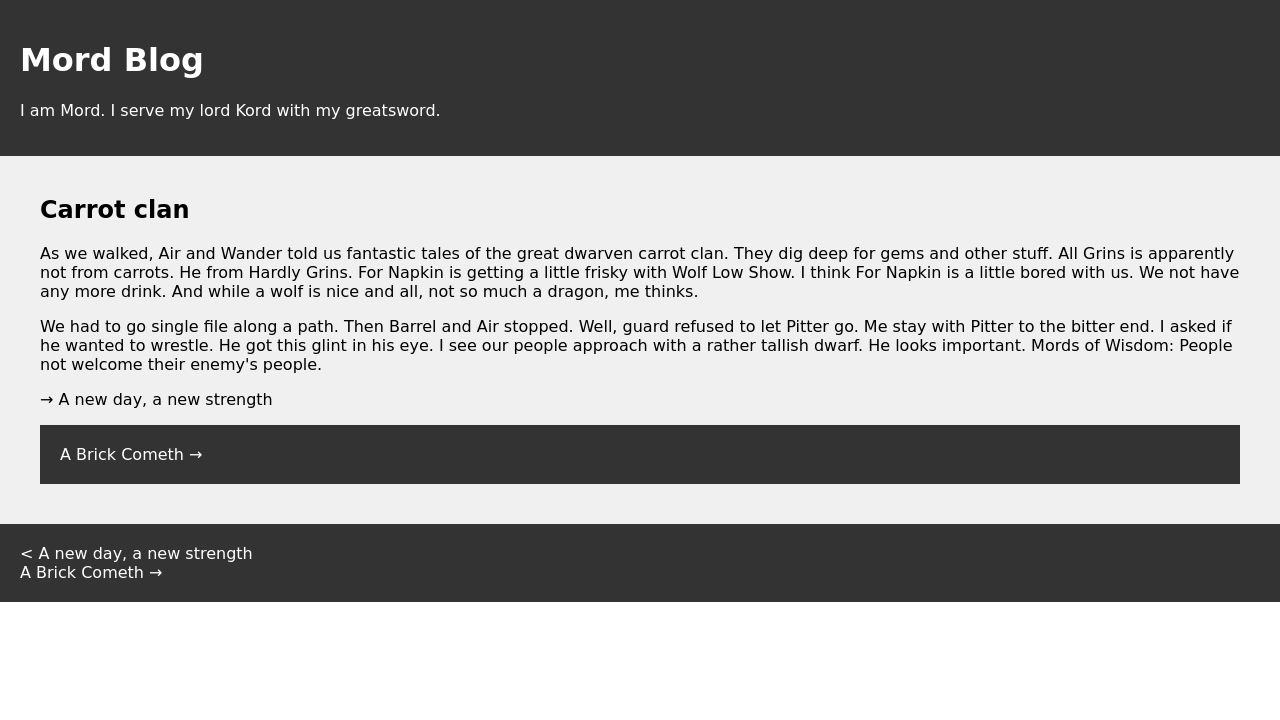 Mord Blog
I am Mord. I serve my lord Kord with my greatsword.
Carrot clan
As we walked, Air and Wander told us fantastic tales of the great dwarven carrot clan. They dig deep for gems and other stuff. All Grins is apparently
not from carrots. He from Hardly Grins. For Napkin is getting a little frisky with Wolf Low Show. I think For Napkin is a little bored with us. We not have
any more drink. And while a wolf is nice and all, not so much a dragon, me thinks.
We had to go single file along a path. Then Barrel and Air stopped. Well, guard refused to let Pitter go. Me stay with Pitter to the bitter end. I asked if
he wanted to wrestle. He got this glint in his eye. I see our people approach with a rather tallish dwarf. He looks important. Mords of Wisdom: People
not welcome their enemy's people.
→ A new day, a new strength
A Brick Cometh →
< A new day, a new strength
A Brick Cometh →